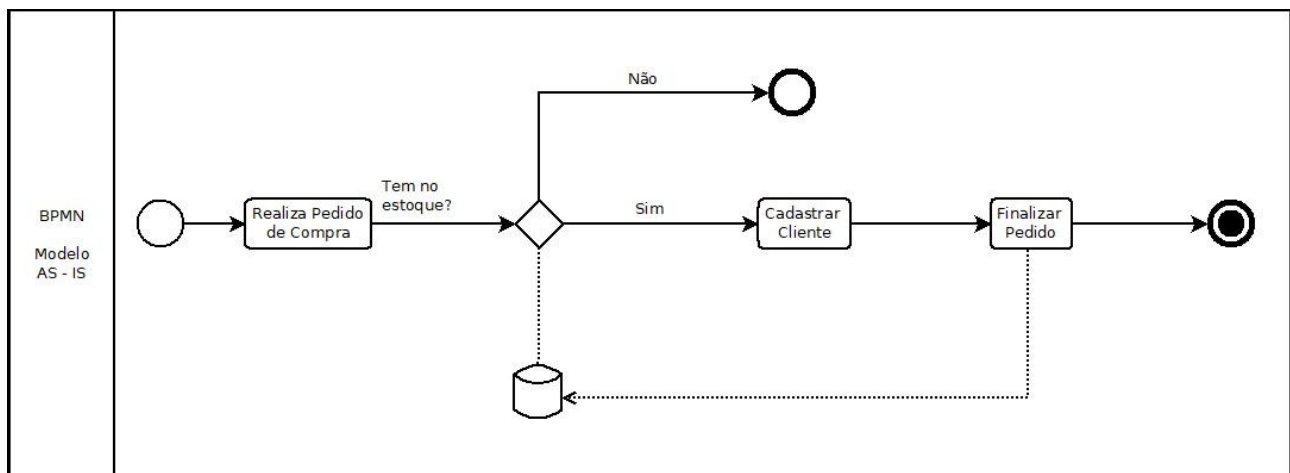 BPMN
Modelo
AS - IS
Realiza Pedido
de Compra
Tem no
estoque?
Não
Sim
Cadastrar
Cliente
Finalizar
Pedido